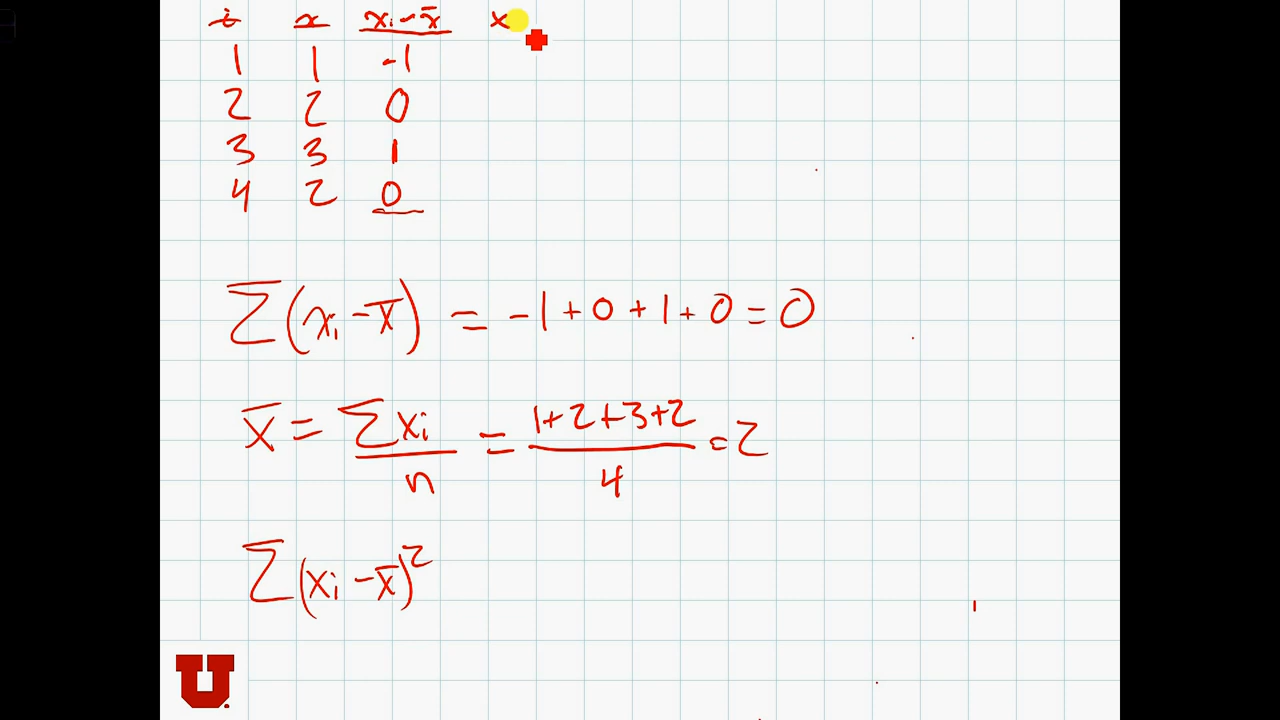 i x xi - x̄ x
1 1 -1
2 2 0
3 3 1
4 2 0
Σ(xi - x̄) = -1 + 0 + 1 + 0 = 0
x̄ = Σxi / n = 1+2+3+2 / 4 = 2
Σ(xi - x̄)²
U